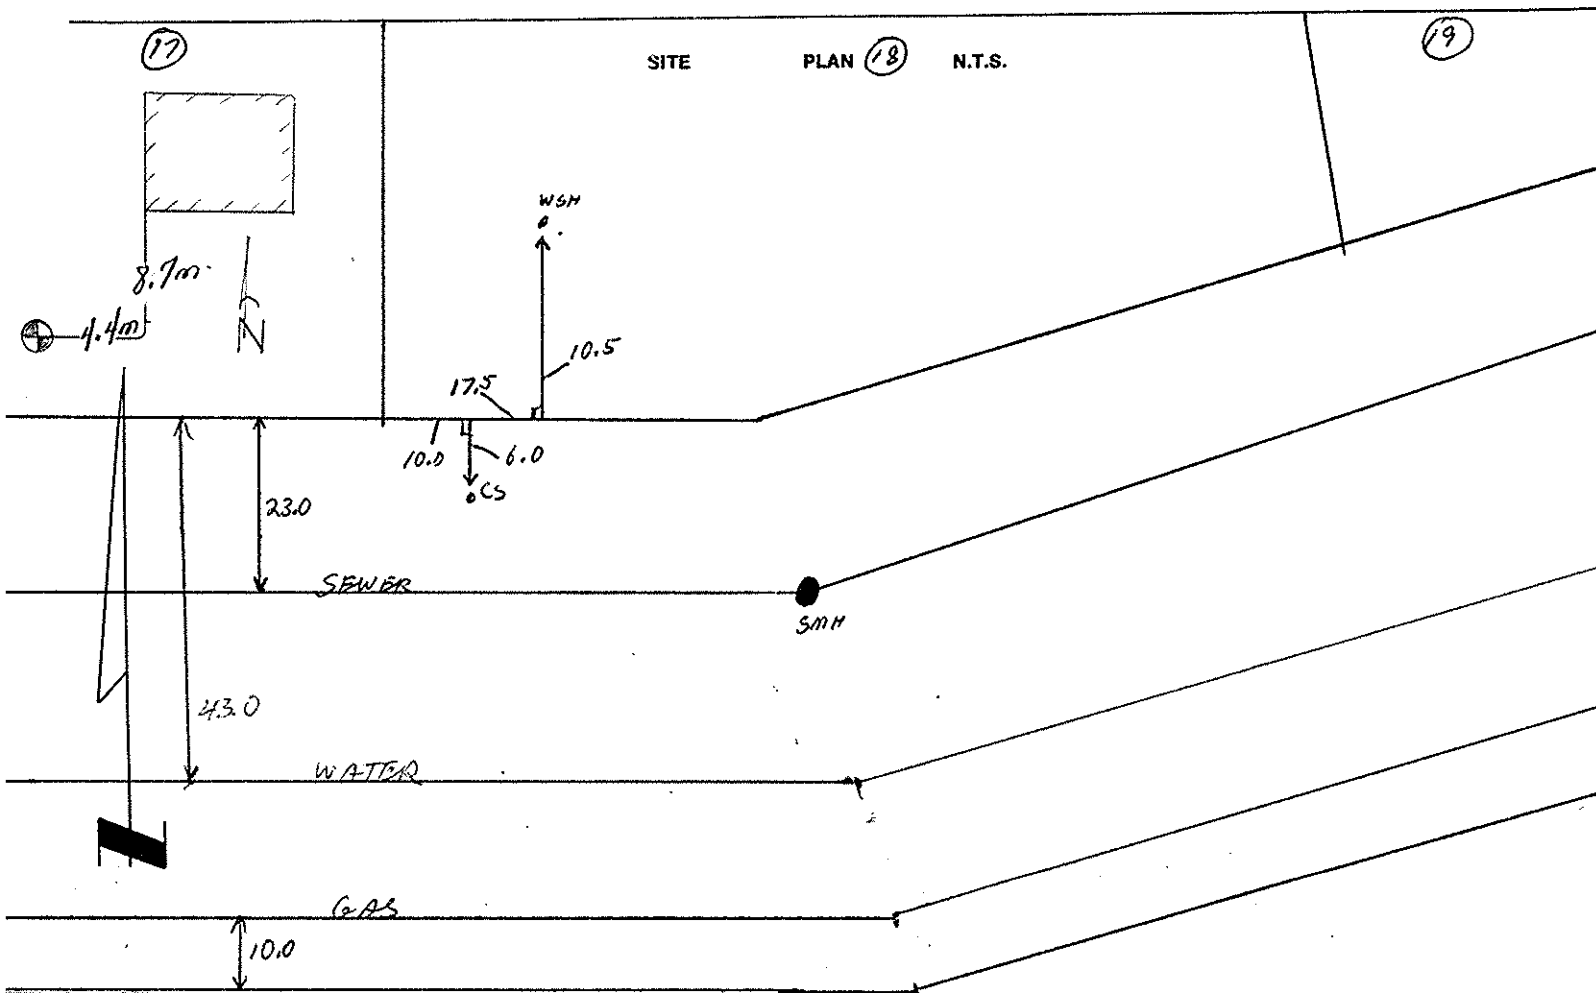 17
SITE PLAN 18 N.T.S.
19
WSH
8.7m
4.4m
N
10.5
17.5
10.0
6.0
CS
23.0
SEWER
SMH
43.0
WATER
N
GAS
10.0